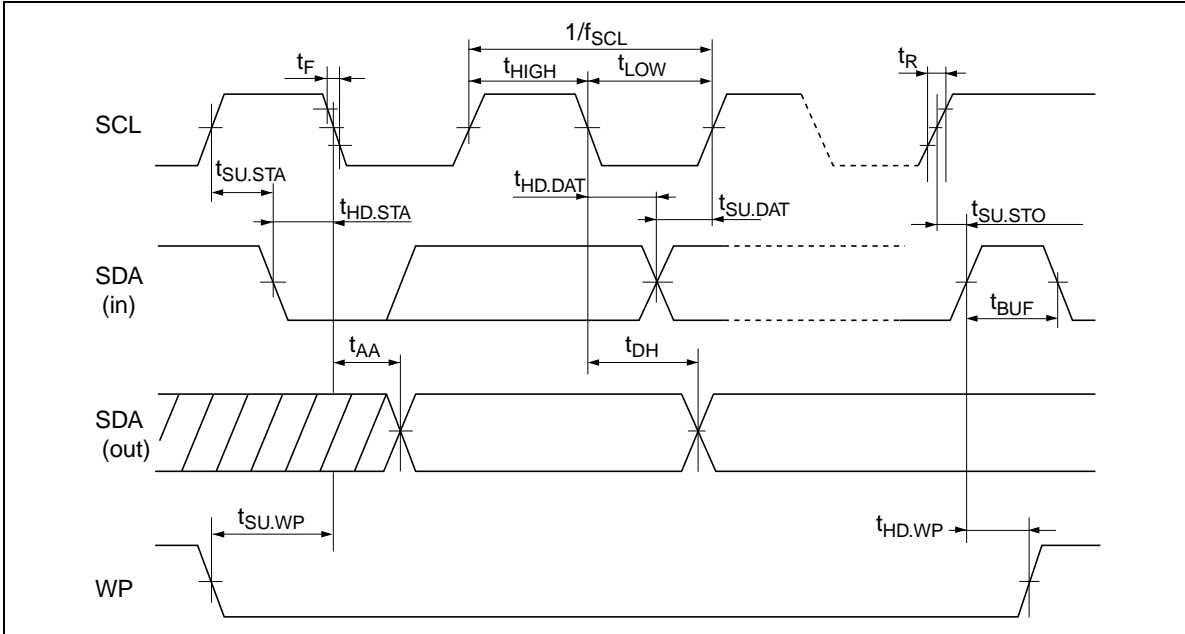 1/fSCL
tF
tHIGH
tLOW
tR
SCL
tSU.STA
tHD.STA
tHD.DAT
tSU.DAT
tSU.STO
SDA
(in)
tBUF
tAA
tDH
SDA
(out)
tSU.WP
tHD.WP
WP